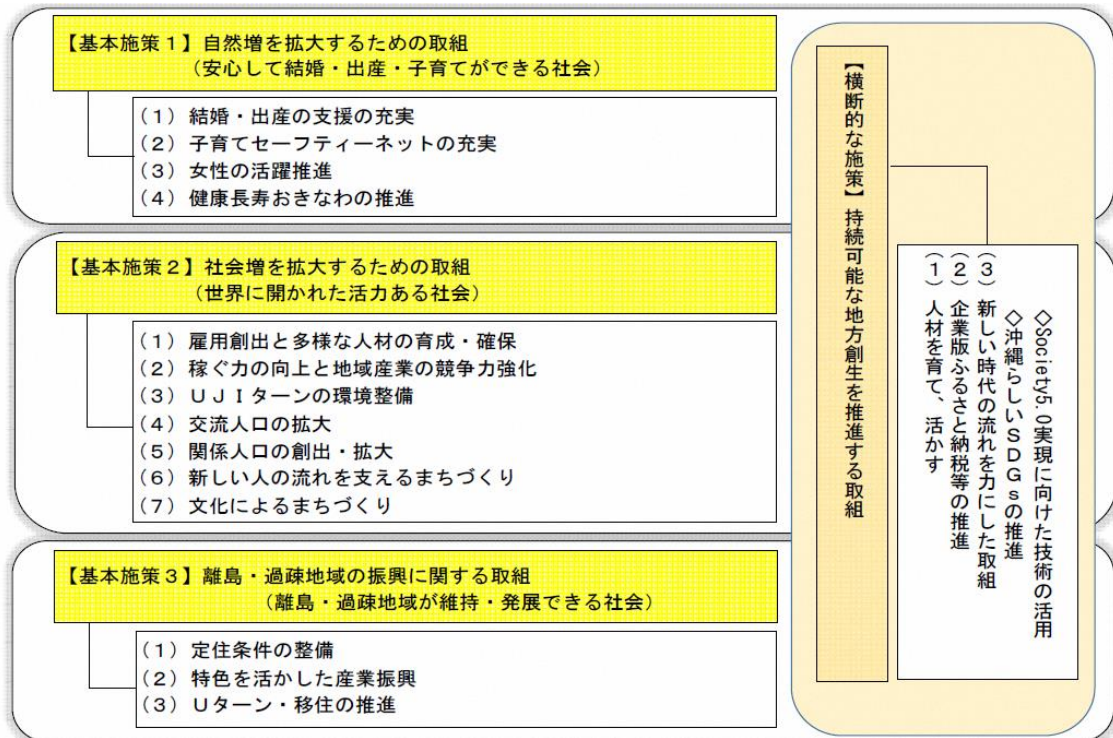 【基本施策１】自然増を拡大するための取組
（安心して結婚・出産・子育てができる社会）
（１）結婚・出産の支援の充実
（２）子育てセーフティーネットの充実
（３）女性の活躍推進
（４）健康長寿おきなわの推進
【基本施策２】社会増を拡大するための取組
（世界に開かれた活力ある社会）
（１）雇用創出と多様な人材の育成・確保
（２）稼ぐ力の向上と地域産業の競争力強化
（３）ＵＪＩターンの環境整備
（４）交流人口の拡大
（５）関係人口の創出・拡大
（６）新しい人の流れを支えるまちづくり
（７）文化によるまちづくり
【基本施策３】離島・過疎地域の振興に関する取組
（離島・過疎地域が維持・発展できる社会）
（１）定住条件の整備
（２）特色を活かした産業振興
（３）Ｕターン・移住の推進
【横断的な施策】持続可能な地方創生を推進する取組
（１）人材を育て、活かす
（２）企業版ふるさと納税等の推進
（３）新しい時代の流れを力にした取組
◇沖縄らしいＳＤＧｓの推進
◇Society5.0実現に向けた技術の活用